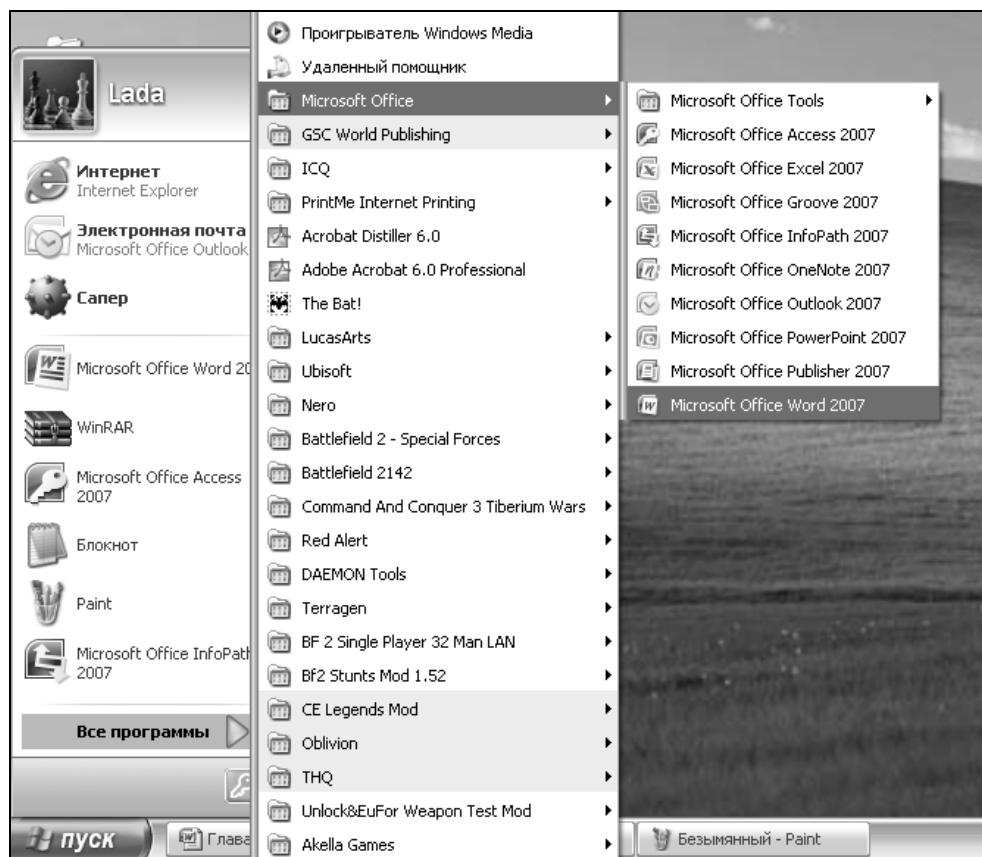 Lada
Интернет
Internet Explorer
Электронная почта
Microsoft Office Outlook
Сапер
Microsoft Office Word 20
WinRAR
Microsoft Office Access
2007
Блокнот
Paint
Microsoft Office InfoPath
2007
Все программы
Проигрыватель Windows Media
Удаленный помощник
Microsoft Office
GSC World Publishing
ICQ
PrintMe Internet Printing
Acrobat Distiller 6.0
Adobe Acrobat 6.0 Professional
The Bat!
LucasArts
Ubisoft
Nero
Battlefield 2 - Special Forces
Battlefield 2142
Command And Conquer 3 Tiberium Wars
Red Alert
DAEMON Tools
Terragen
BF 2 Single Player 32 Man LAN
Bf2 Stunts Mod 1.52
CE Legends Mod
Oblivion
THQ
Unlock&EuFor Weapon Test Mod
Akella Games
Microsoft Office Tools
Microsoft Office Access 2007
Microsoft Office Excel 2007
Microsoft Office Groove 2007
Microsoft Office InfoPath 2007
Microsoft Office OneNote 2007
Microsoft Office Outlook 2007
Microsoft Office PowerPoint 2007
Microsoft Office Publisher 2007
Microsoft Office Word 2007
пуск
Глава
Безымянный - Paint